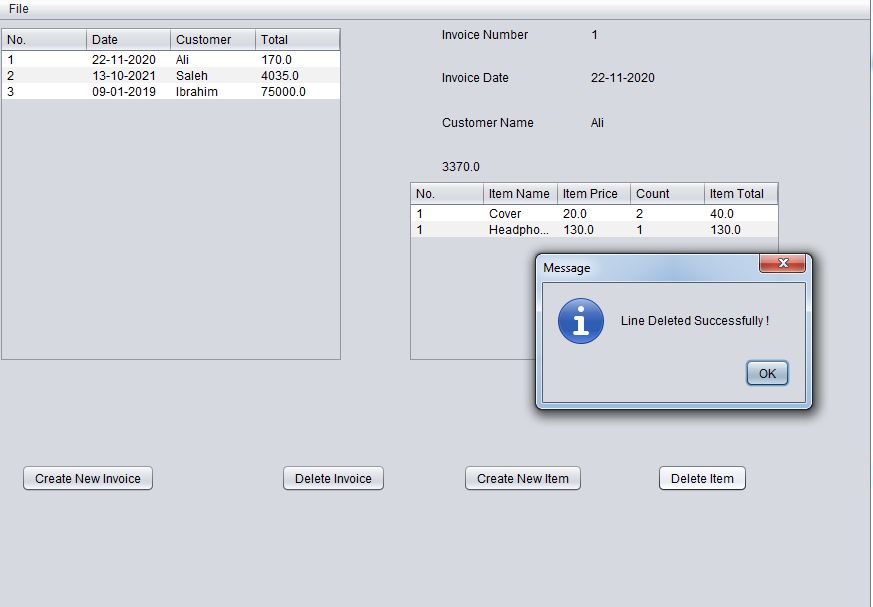 File
No. Date Customer Total
1 22-11-2020 Ali 170.0
2 13-10-2021 Saleh 4035.0
3 09-01-2019 Ibrahim 75000.0
Invoice Number 1
Invoice Date 22-11-2020
Customer Name Ali
3370.0
No. Item Name Item Price Count Item Total
1 Cover 20.0 2 40.0
1 Headpho... 130.0 1 130.0
Message
Line Deleted Successfully !
OK
Create New Invoice Delete Invoice Create New Item Delete Item